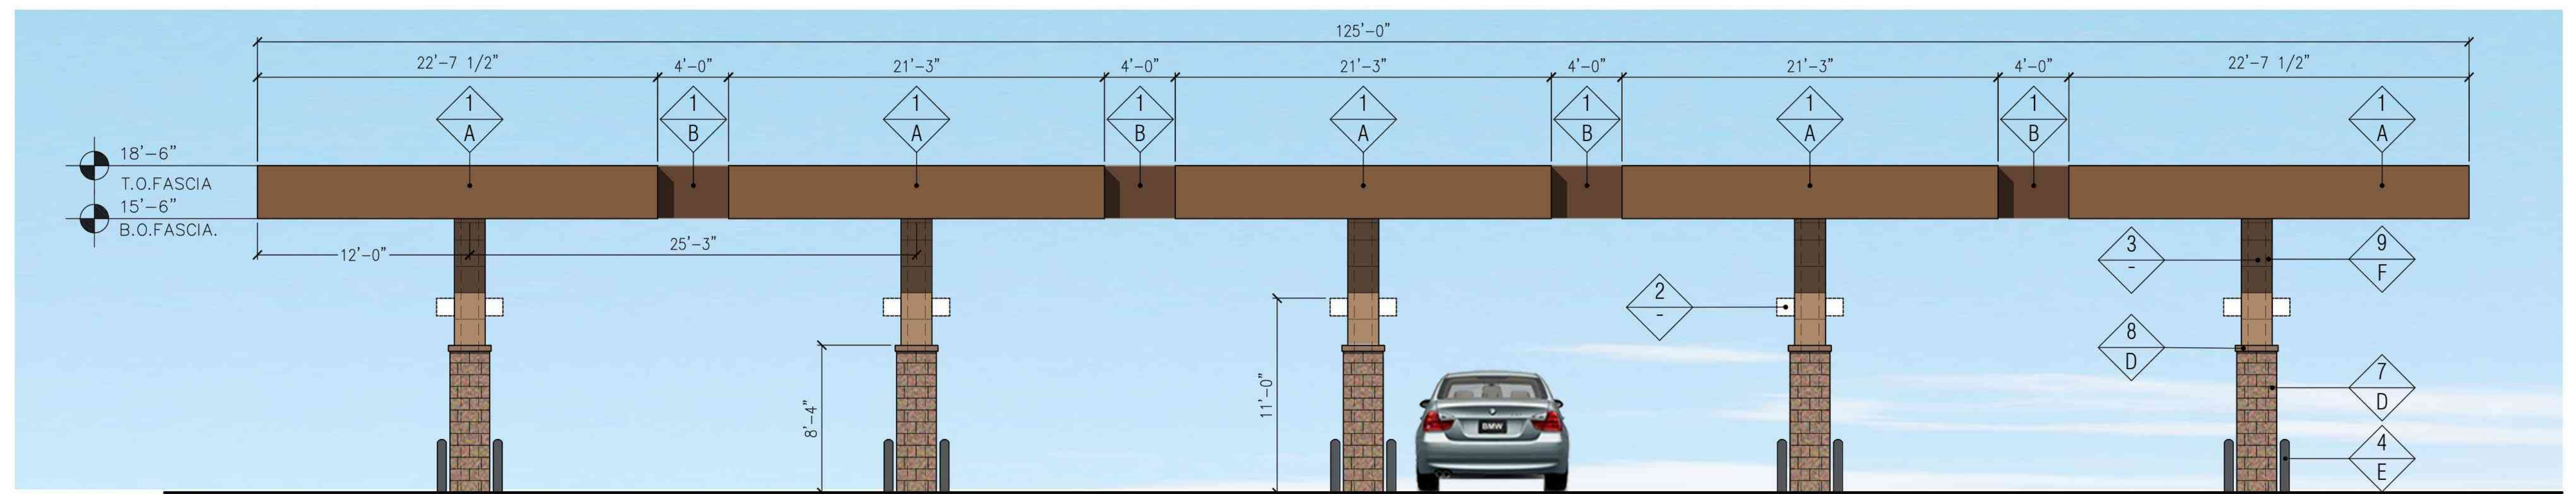 125'-0"
22'-7 1/2" 4'-0" 21'-3" 4'-0" 21'-3" 4'-0" 21'-3" 4'-0" 22'-7 1/2"
1 1 1 1 1 1 1 1 1
A B A B A B A B A
18'-6"
T.O.FASCIA
15'-6"
B.O.FASCIA.
12'-0" 25'-3"
3 9
- F
2
-
8
D
11'-0"
8'-4"
7
D
BMW
4
E